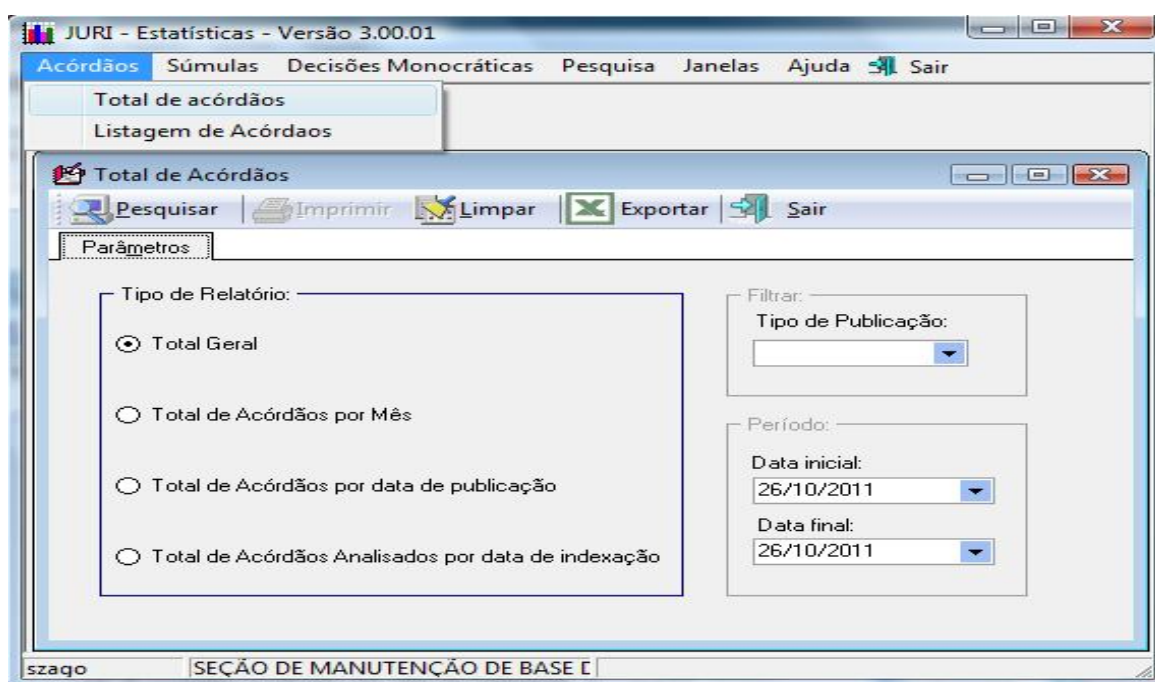 JURI - Estatísticas - Versão 3.00.01
Acórdãos Súmulas Decisões Monocráticas Pesquisa Janelas Ajuda Sair
Total de acórdãos
Listagem de Acórdaos
Total de Acórdãos
Pesquisar Imprimir Limpar Exportar Sair
Parâmetros
Tipo de Relatório:
Total Geral
Total de Acórdãos por Mês
Total de Acórdãos por data de publicação
Total de Acórdãos Analisados por data de indexação
Filtrar:
Tipo de Publicação:
Período:
Data inicial:
26/10/2011
Data final:
26/10/2011
szago SEÇÃO DE MANUTENÇÃO DE BASE D